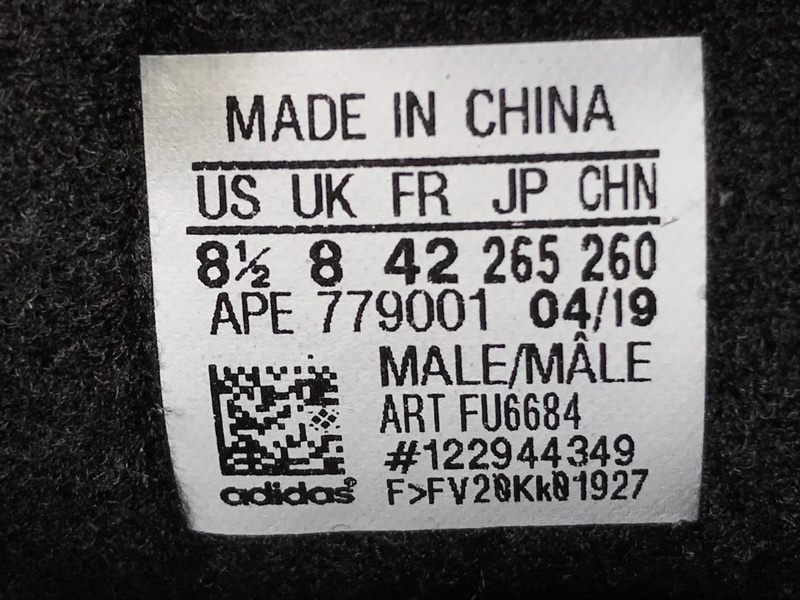 MADE IN CHINA
US UK FR JP CHN
8½ 8 42 265 260
APE 779001 04/19
MALE/MÂLE
ART FU6684
#122944349
adidas®
F>FV20Kk01927